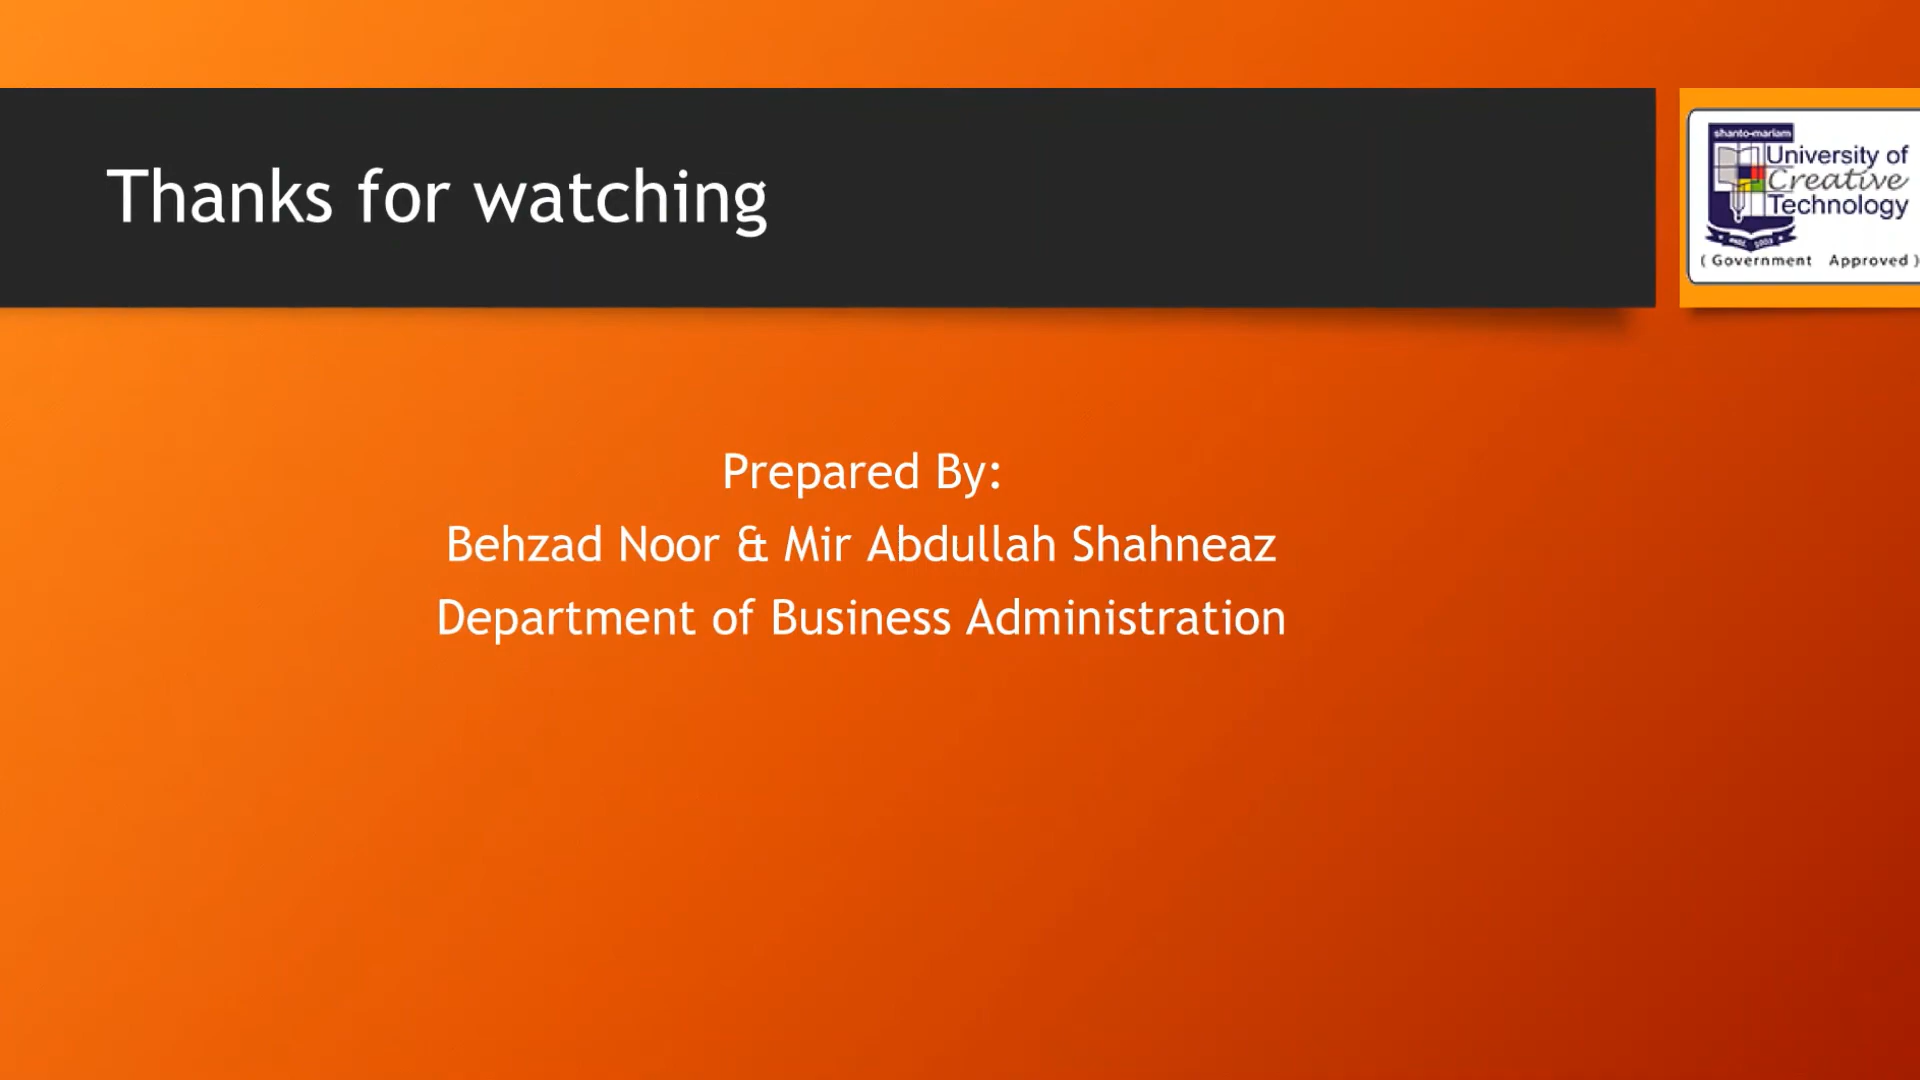 Thanks for watching
shanto-mariam
University of
Creative
Technology
( Government Approved )
Prepared By:
Behzad Noor & Mir Abdullah Shahneaz
Department of Business Administration